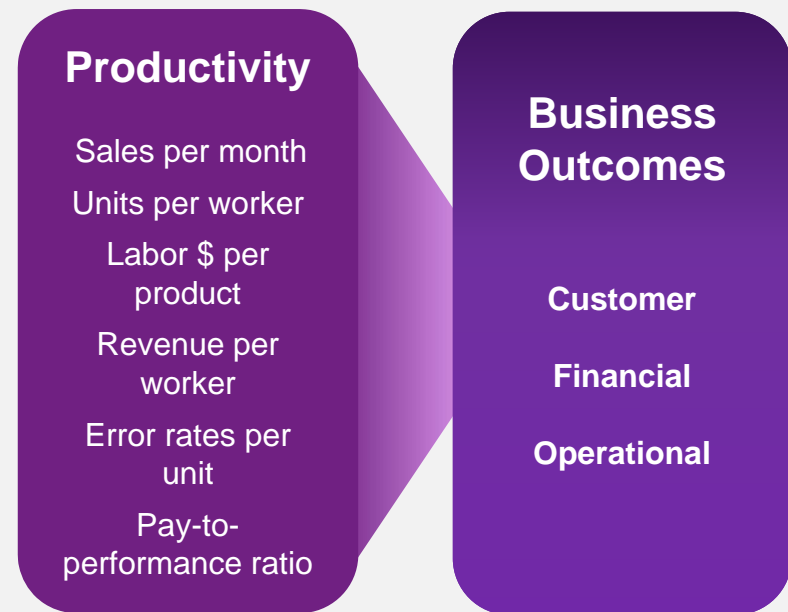 Productivity
Sales per month
Units per worker
Labor $ per
product
Revenue per
worker
Error rates per
unit
Pay-to-
performance ratio
Business
Outcomes
Customer
Financial
Operational